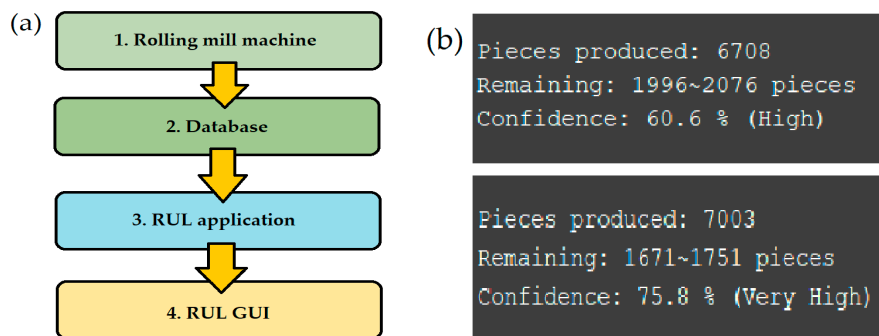 (a)
1. Rolling mill machine
2. Database
3. RUL application
4. RUL GUI
(b)
Pieces produced: 6708
Remaining: 1996~2076 pieces
Confidence: 60.6 % (High)
Pieces produced: 7003
Remaining: 1671~1751 pieces
Confidence: 75.8 % (Very High)